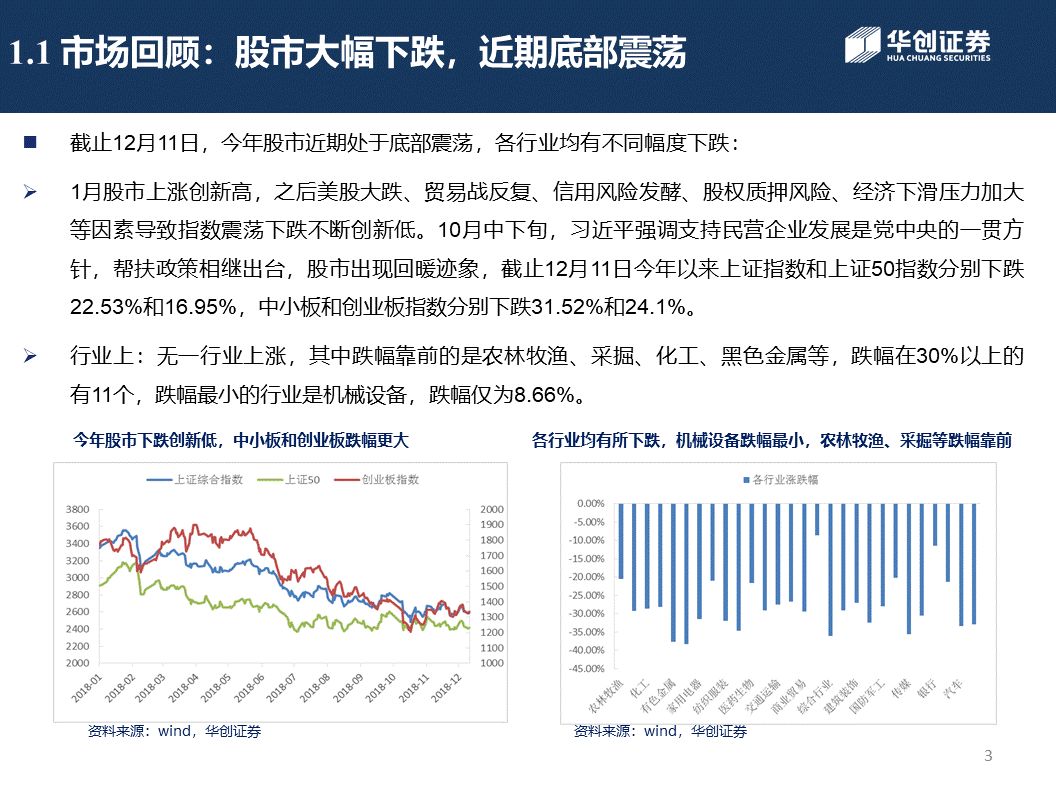 1.1 市场回顾：股市大幅下跌，近期底部震荡
华创证券
HUA CHUANG SECURITIES
截止12月11日，今年股市近期处于底部震荡，各行业均有不同幅度下跌：
1月股市上涨创新高，之后美股大跌、贸易战反复、信用风险发酵、股权质押风险、经济下滑压力加大
等因素导致指数震荡下跌不断创新低。10月中下旬，习近平强调支持民营企业发展是党中央的一贯方
针，帮扶政策相继出台，股市出现回暖迹象，截止12月11日今年以来上证指数和上证50指数分别下跌
22.53%和16.95%，中小板和创业板指数分别下跌31.52%和24.1%。
行业上：无一行业上涨，其中跌幅靠前的是农林牧渔、采掘、化工、黑色金属等，跌幅在30%以上的
有11个，跌幅最小的行业是机械设备，跌幅仅为8.66%。
今年股市下跌创新低，中小板和创业板跌幅更大
上证综合指数 上证50 创业板指数
3800
3600
3400
3200
3000
2800
2600
2400
2200
2000
2000
1900
1800
1700
1600
1500
1400
1300
1200
1100
1000
2018-01
2018-02
2018-03
2018-04
2018-05
2018-06
2018-07
2018-08
2018-09
2018-10
2018-11
2018-12
资料来源：wind，华创证券
各行业均有所下跌，机械设备跌幅最小，农林牧渔、采掘等跌幅靠前
各行业涨跌幅
0.00%
-5.00%
-10.00%
-15.00%
-20.00%
-25.00%
-30.00%
-35.00%
-40.00%
-45.00%
农林牧渔
化工
有色金属
家用电器
纺织服装
医药生物
交通运输
商业贸易
综合行业
建筑装饰
国防军工
传媒
银行
汽车
资料来源：wind，华创证券
3